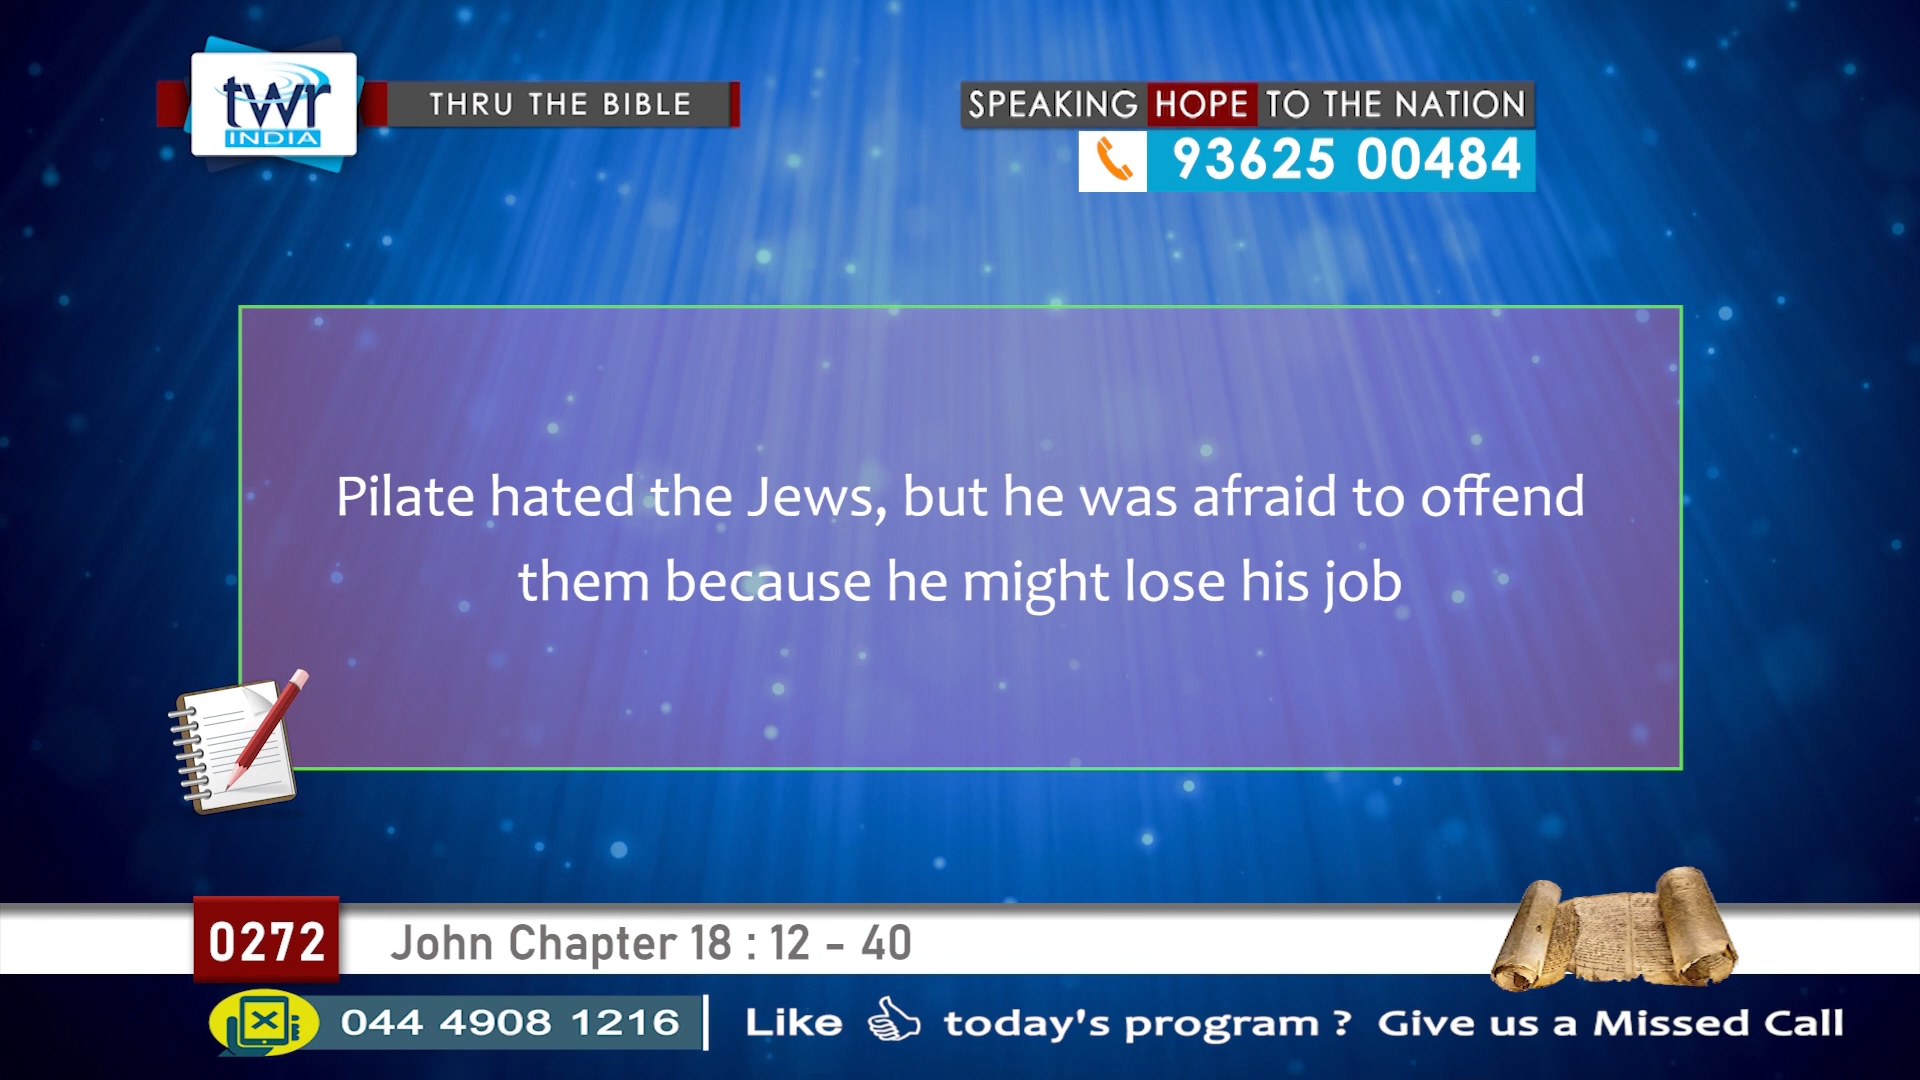 twr
INDIA
THRU THE BIBLE
SPEAKING HOPE TO THE NATION
93625 00484
Pilate hated the Jews, but he was afraid to offend
them because he might lose his job
0272
John Chapter 18 : 12 - 40
044 4908 1216
Like today's program ? Give us a Missed Call